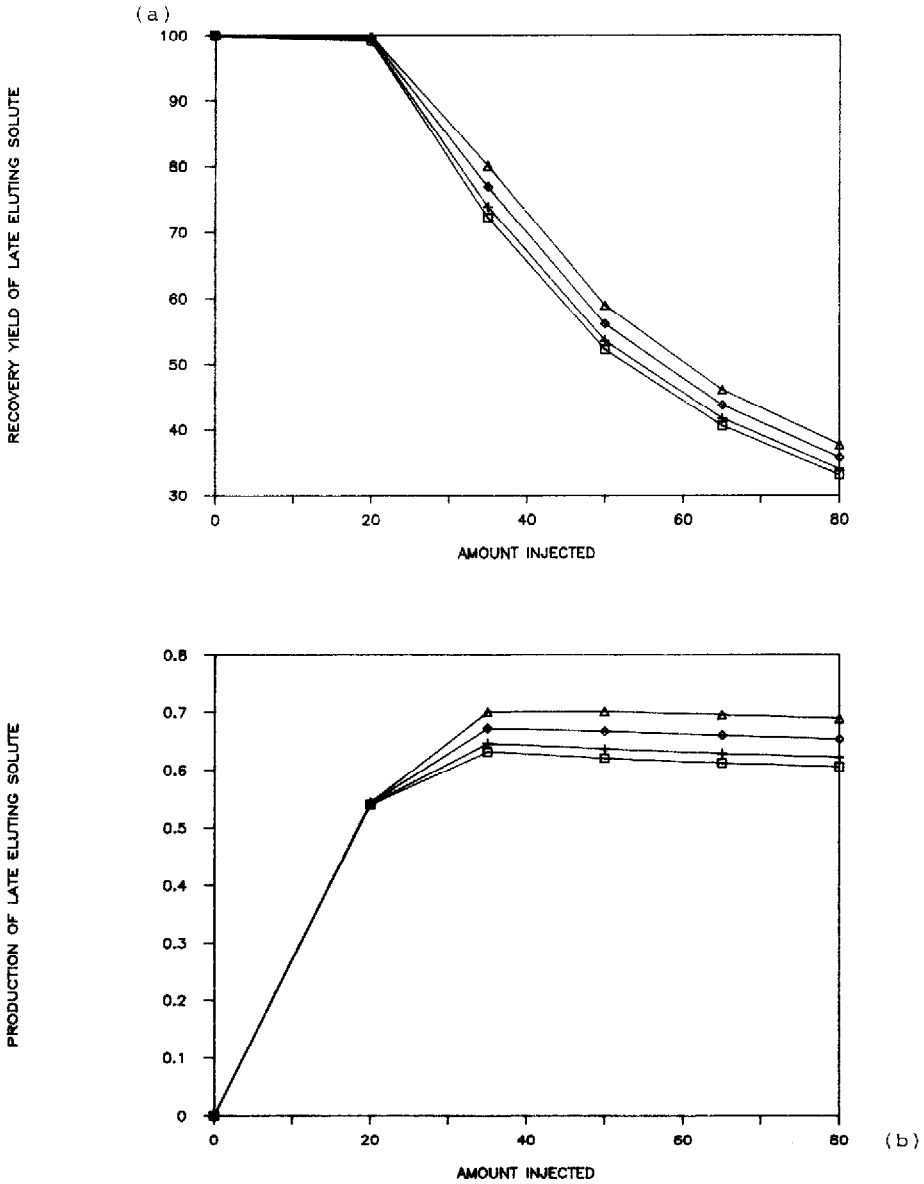 (a)
RECOVERY YIELD OF LATE ELUTING SOLUTE
100
90
80
70
60
50
40
30
0 20 40 60 80
AMOUNT INJECTED
PRODUCTION OF LATE ELUTING SOLUTE
0.8
0.7
0.6
0.5
0.4
0.3
0.2
0.1
0
0 20 40 60 80
(b)
AMOUNT INJECTED